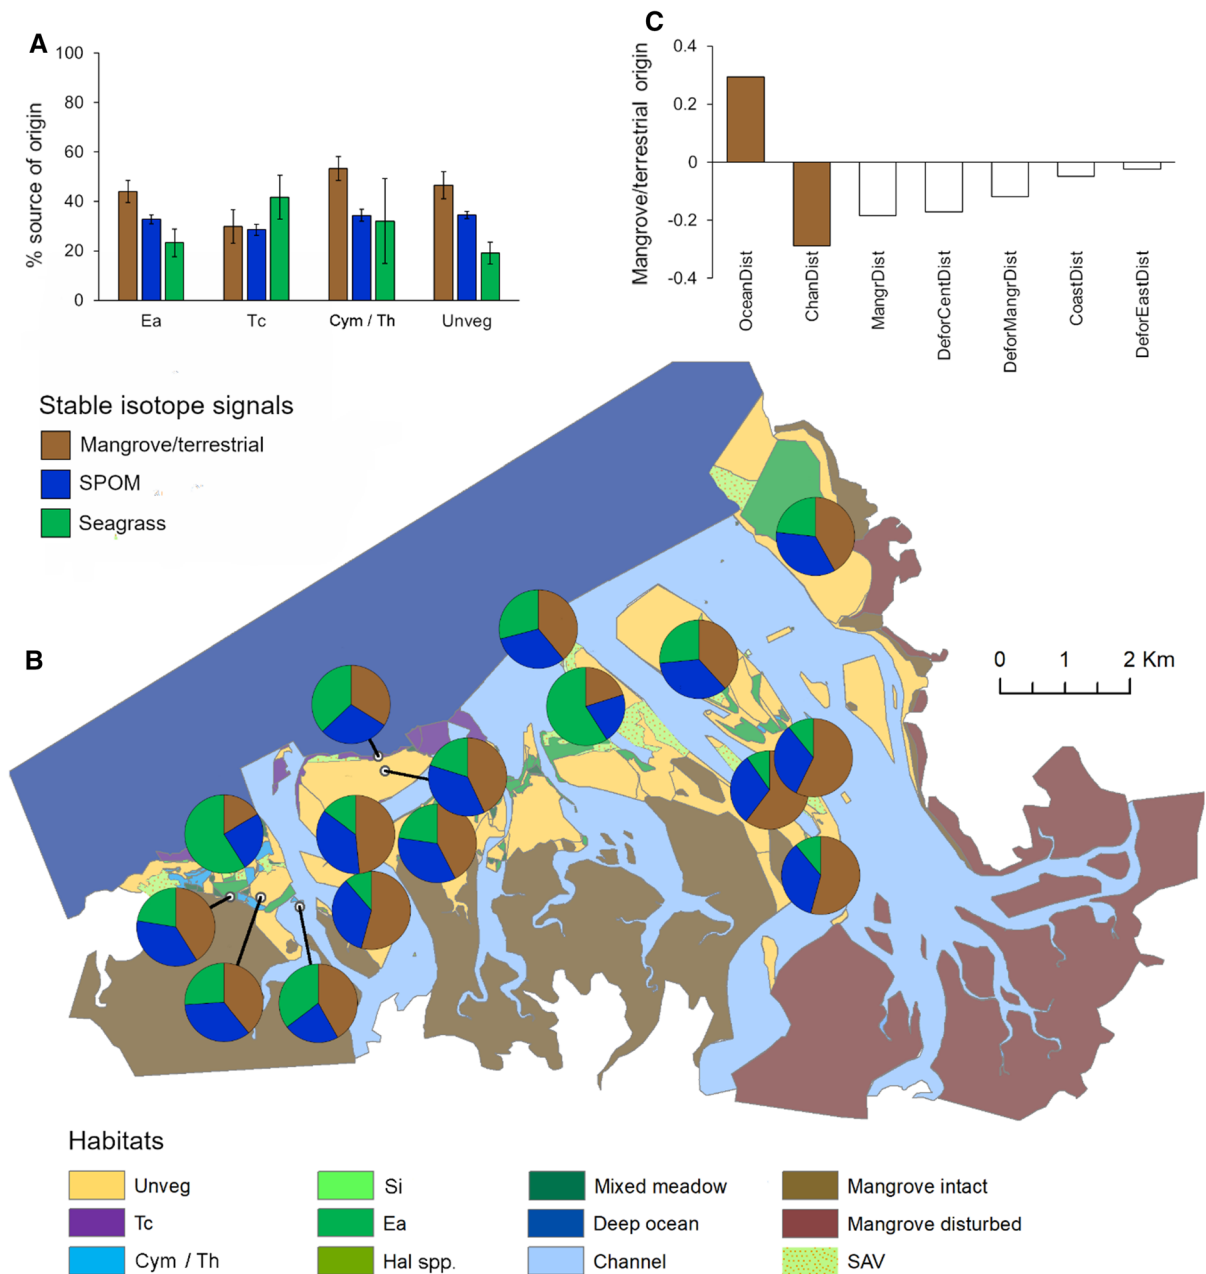 A
100
80
60
40
20
0
% source of origin
Ea
Tc
Cym / Th
Unveg
C
0.4
0.2
0
-0.2
-0.4
Mangrove/terrestrial origin
OceanDist
ChanDist
MangrDist
DeforCentDist
DeforMangrDist
CoastDist
DeforEastDist
Stable isotope signals
Mangrove/terrestrial
SPOM
Seagrass
B
0 1 2 Km
Habitats
Unveg
Tc
Cym / Th
Si
Ea
Hal spp.
Mixed meadow
Deep ocean
Channel
Mangrove intact
Mangrove disturbed
SAV